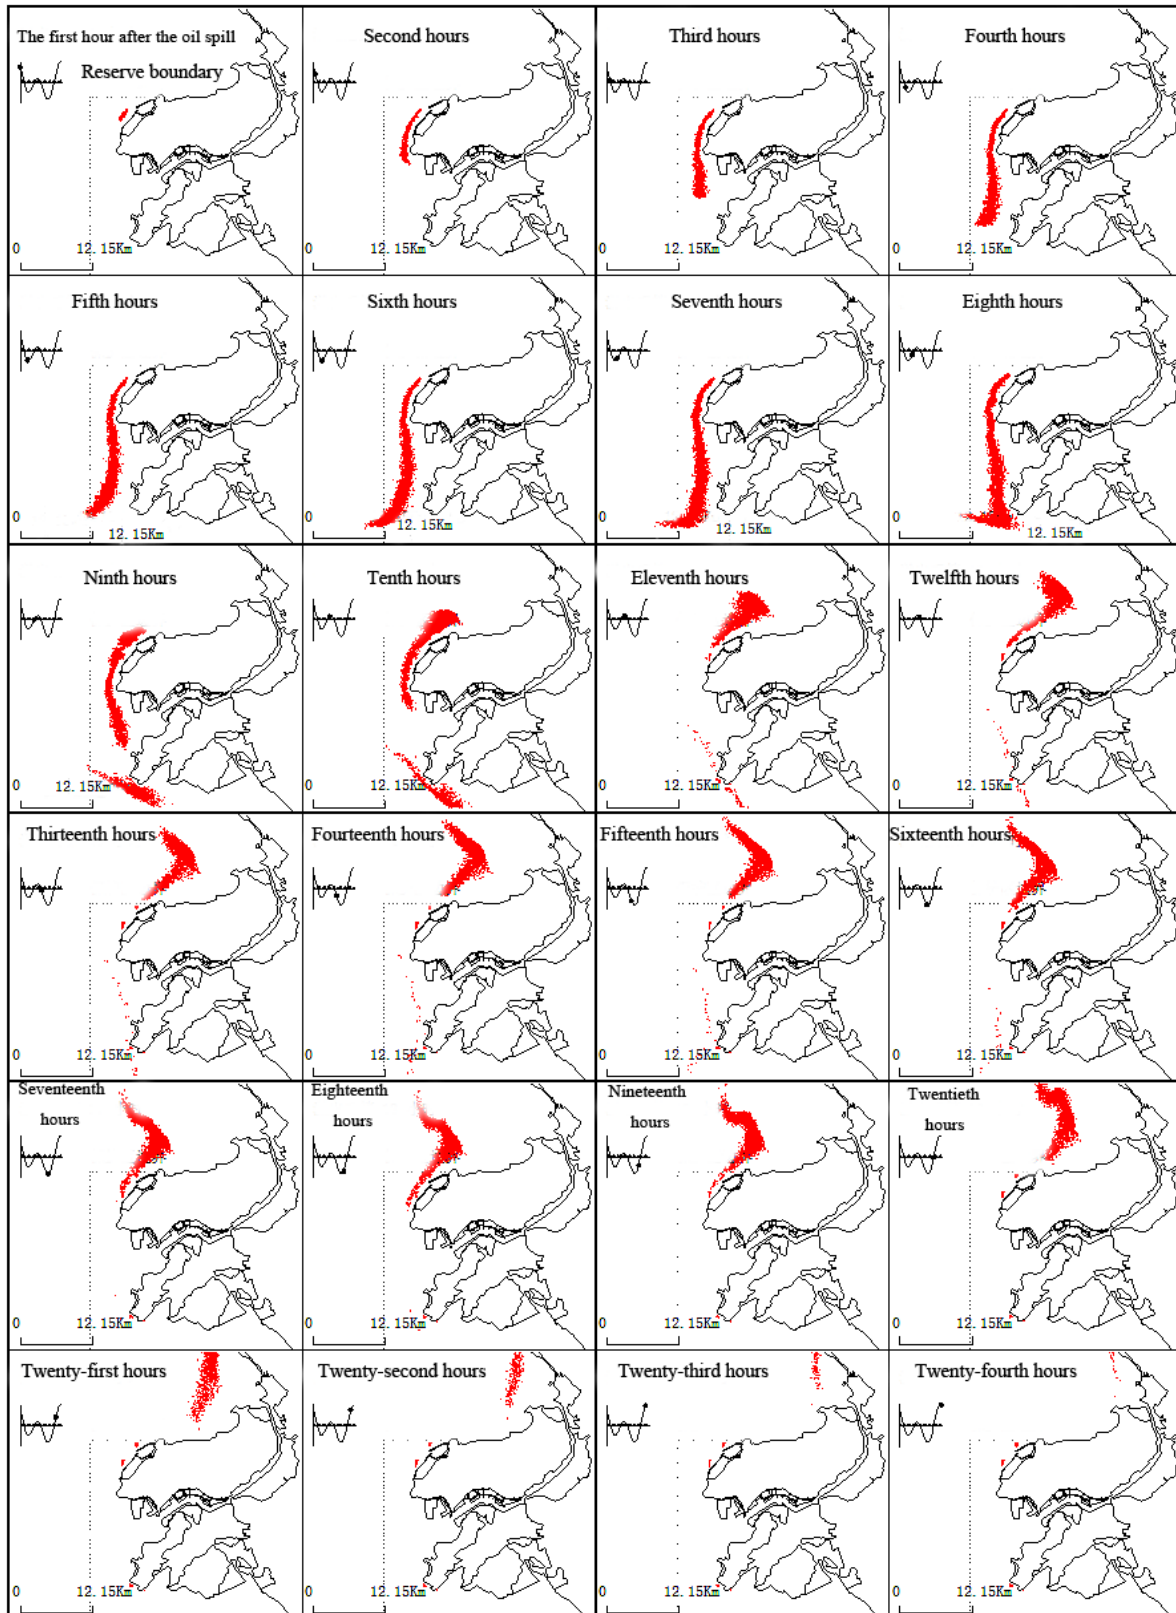 The first hour after the oil spill
Reserve boundary
0 12.15Km
Second hours
0 12.15Km
Third hours
0 12.15Km
Fourth hours
0 12.15Km
Fifth hours
0
12.15Km
Sixth hours
0
12.15Km
Seventh hours
0
12.15Km
Eighth hours
0
12.15Km
Ninth hours
0 12.15Km
Tenth hours
0 12.15Km
Eleventh hours
0 12.15Km
Twelfth hours
0 12.15Km
Thirteenth hours
0 12.15Km
Fourteenth hours
0 12.15Km
Fifteenth hours
0 12.15Km
Sixteenth hours
0 12.15Km
Seventeenth
hours
0 12.15Km
Eighteenth
hours
0 12.15Km
Nineteenth
hours
0 12.15Km
Twentieth
hours
0 12.15Km
Twenty-first hours
0 12.15Km
Twenty-second hours
0 12.15Km
Twenty-third hours
0 12.15Km
Twenty-fourth hours
0 12.15Km